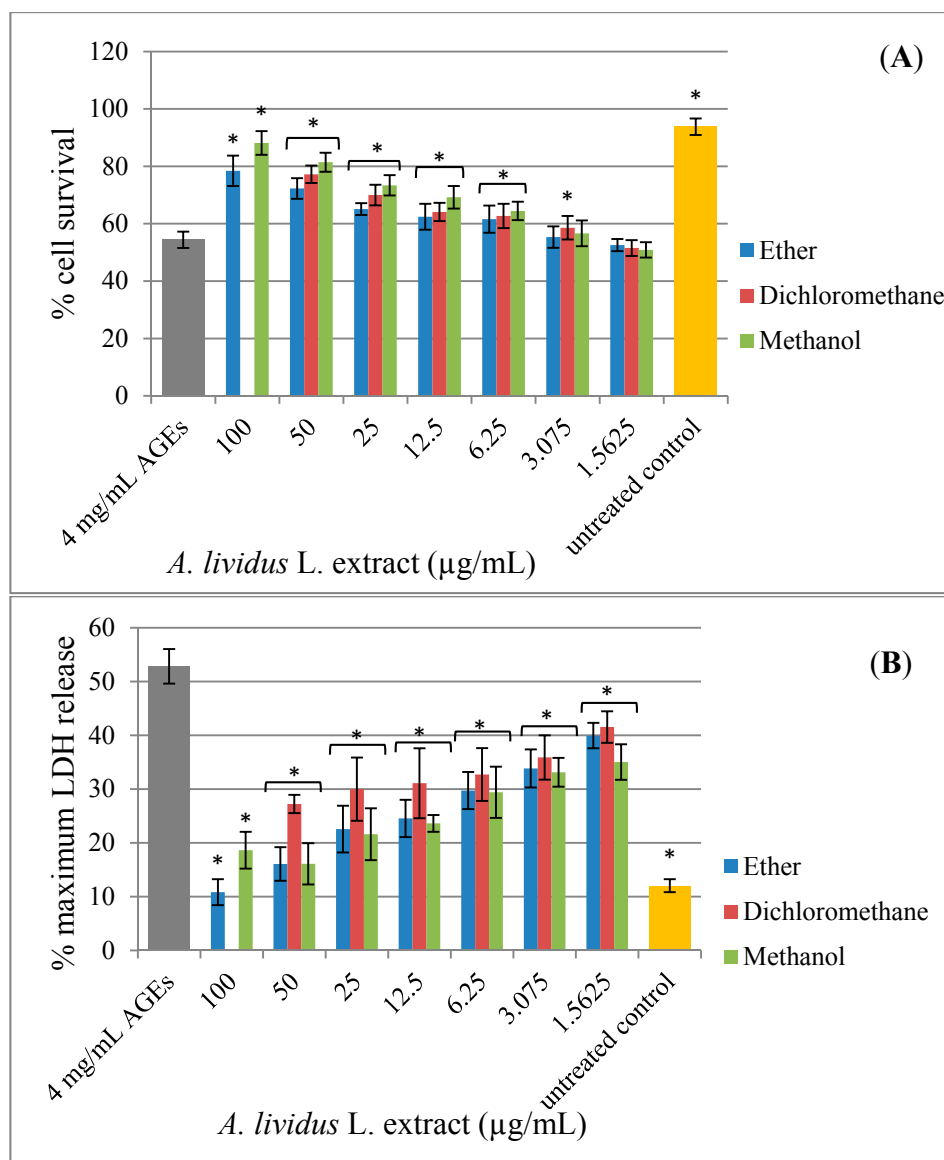 (A)
% cell survival
140
120
100
80
60
40
20
0
*
*
*
*
*
*
*
*
Ether
Dichloromethane
Methanol
4 mg/mL AGEs
100
50
25
12.5
6.25
3.075
1.5625
untreated control
A. lividus L. extract (µg/mL)
(B)
% maximum LDH release
60
50
40
30
20
10
0
*
*
*
*
*
*
*
*
*
Ether
Dichloromethane
Methanol
4 mg/mL AGEs
100
50
25
12.5
6.25
3.075
1.5625
untreated control
A. lividus L. extract (µg/mL)